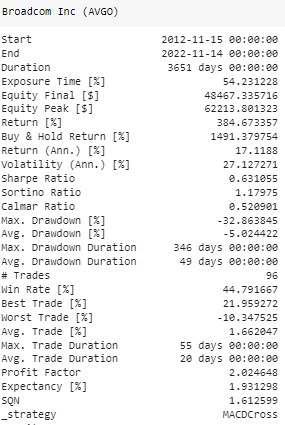 Broadcom Inc (AVGO)
Start 2012-11-15 00:00:00
End 2022-11-14 00:00:00
Duration 3651 days 00:00:00
Exposure Time [%] 54.231228
Equity Final [$] 48467.335716
Equity Peak [$] 62213.801323
Return [%] 384.673357
Buy & Hold Return [%] 1491.379754
Return (Ann.) [%] 17.1188
Volatility (Ann.) [%] 27.127271
Sharpe Ratio 0.631055
Sortino Ratio 1.17975
Calmar Ratio 0.520901
Max. Drawdown [%] -32.863845
Avg. Drawdown [%] -5.024422
Max. Drawdown Duration 346 days 00:00:00
Avg. Drawdown Duration 49 days 00:00:00
# Trades 96
Win Rate [%] 44.791667
Best Trade [%] 21.959272
Worst Trade [%] -10.347525
Avg. Trade [%] 1.662047
Max. Trade Duration 55 days 00:00:00
Avg. Trade Duration 20 days 00:00:00
Profit Factor 2.024648
Expectancy [%] 1.931298
SQN 1.612599
_strategy MACDCross